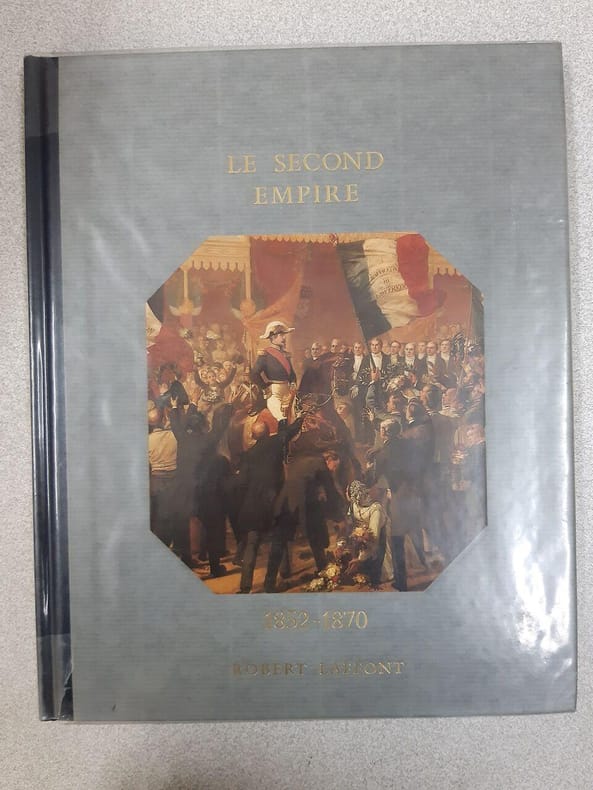 LE SECOND
EMPIRE
1852-1870
ROBERT LAFFONT